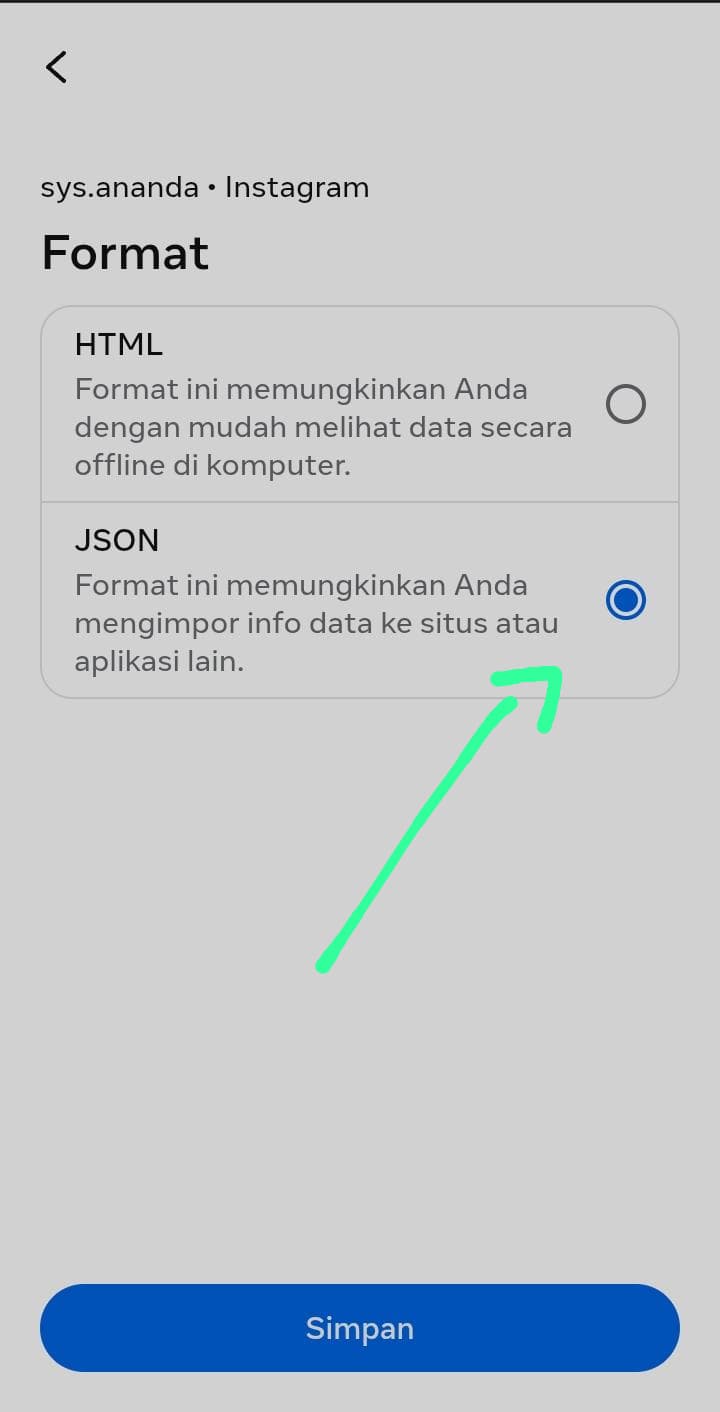 sys.ananda • Instagram
Format
HTML
Format ini memungkinkan Anda
dengan mudah melihat data secara
offline di komputer.
JSON
Format ini memungkinkan Anda
mengimpor info data ke situs atau
aplikasi lain.
Simpan